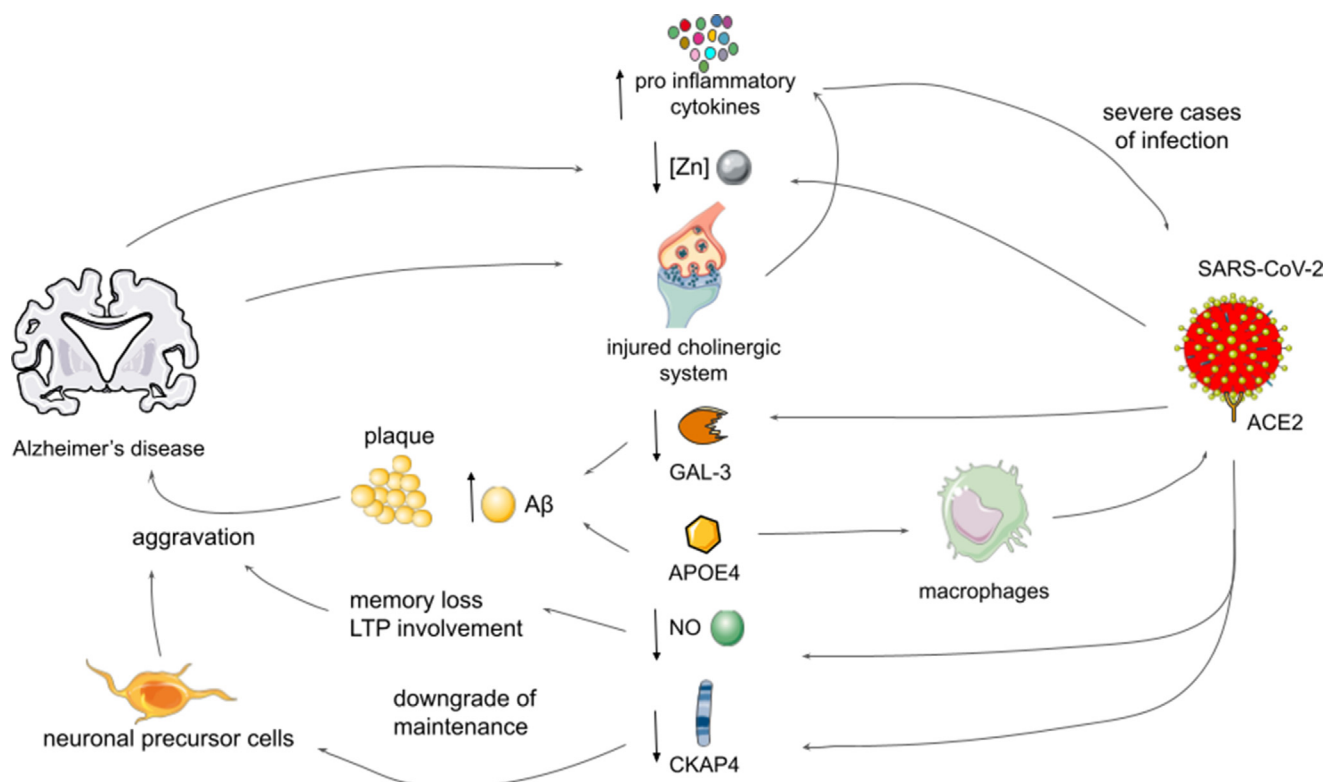 pro inflammatory
cytokines
severe cases
of infection
[Zn]
SARS-CoV-2
injured cholinergic
system
ACE2
Alzheimer's disease
plaque
GAL-3
Aβ
aggravation
APOE4
macrophages
memory loss
LTP involvement
NO
downgrade of
maintenance
neuronal precursor cells
CKAP4